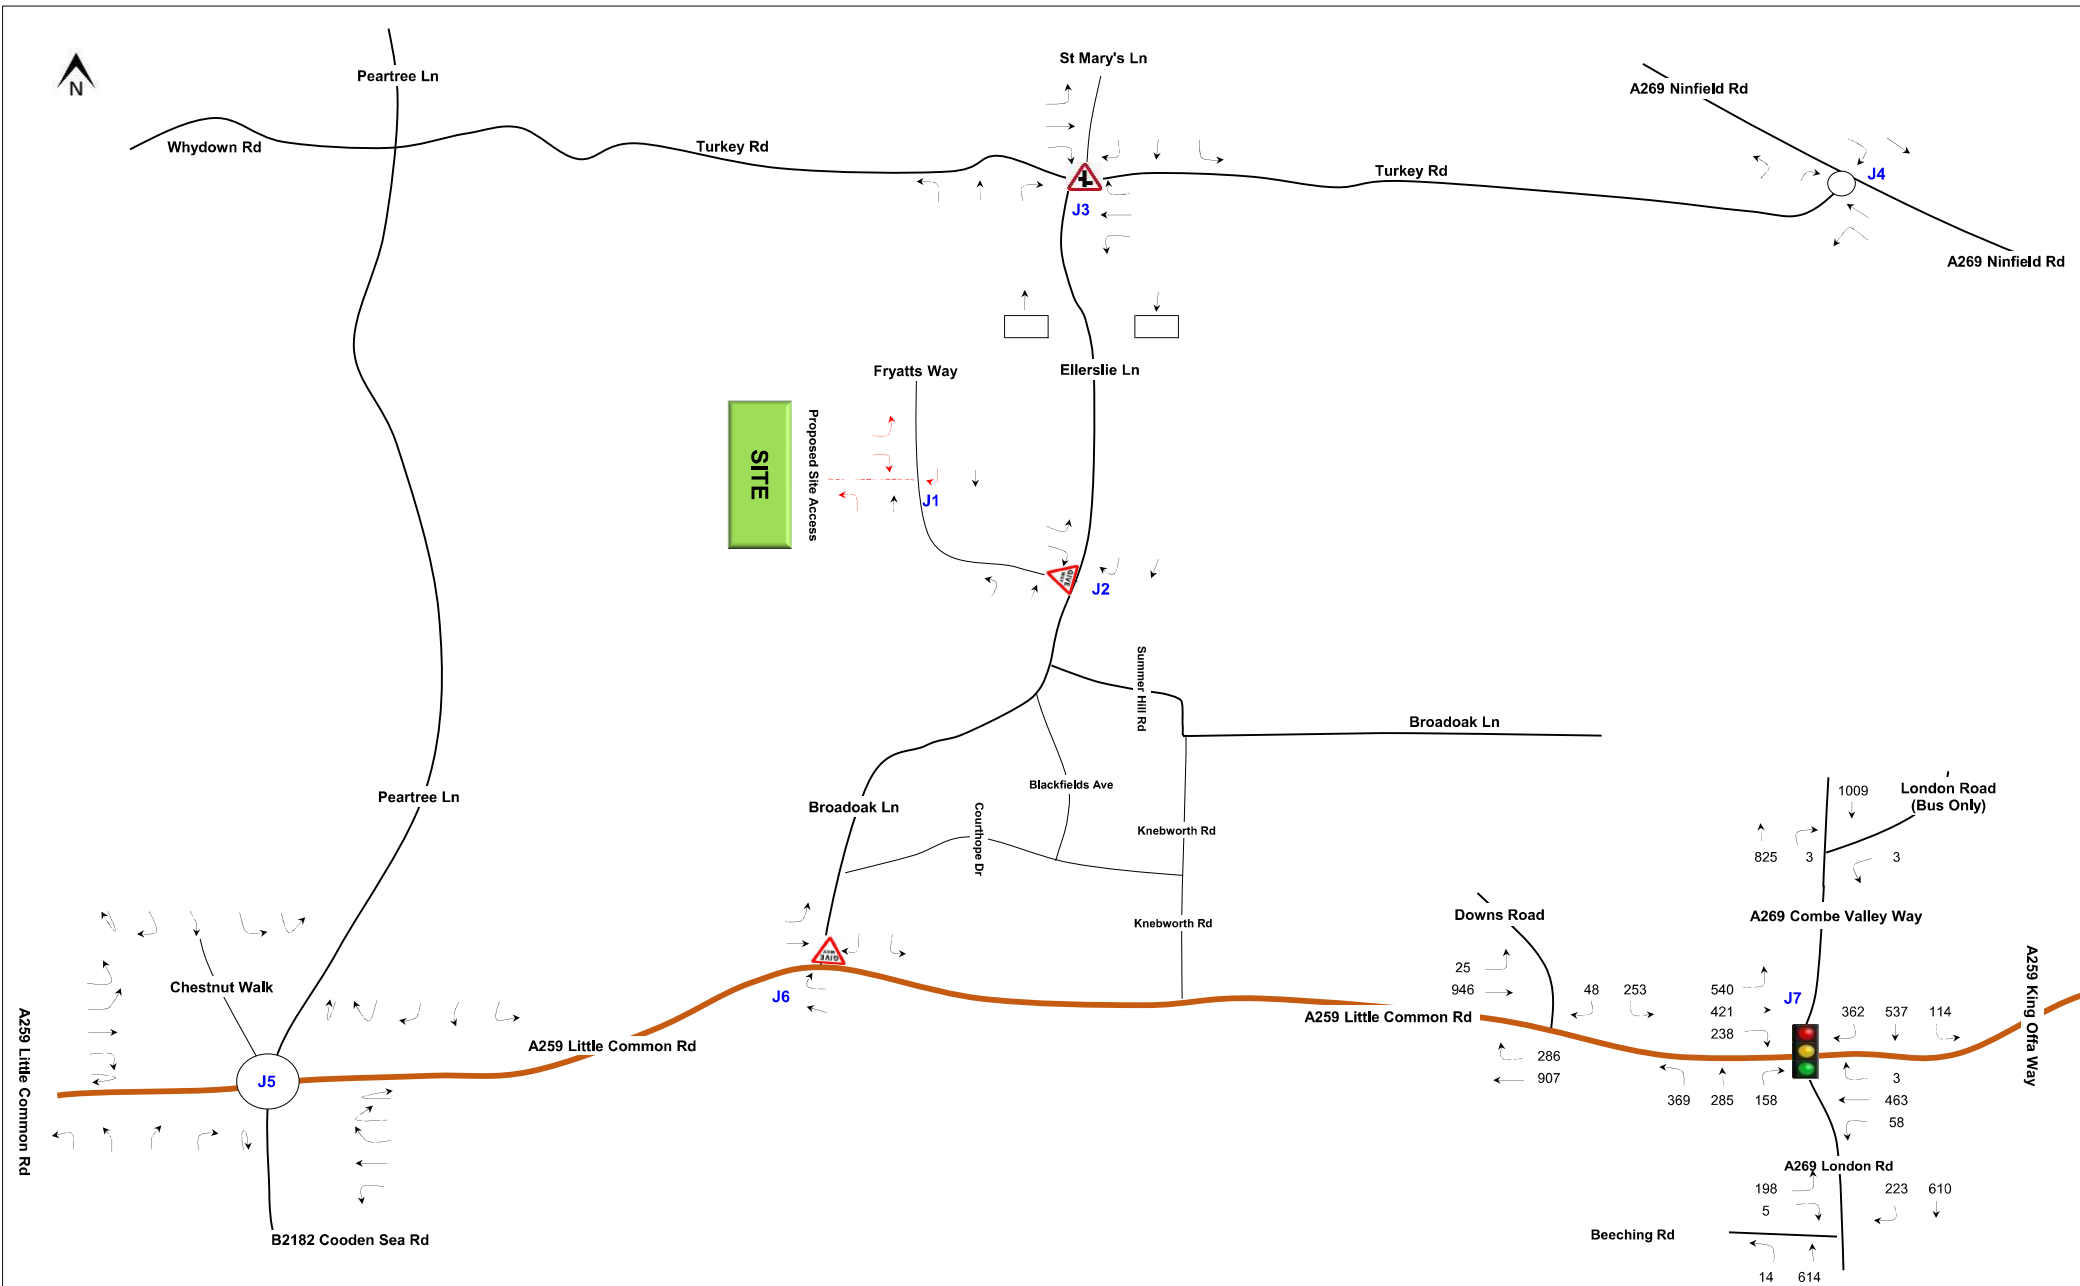 St Mary's Ln
Peartree Ln
N
A269 Ninfield Rd
Whydown Rd
Turkey Rd
Turkey Rd
J4
J3
A269 Ninfield Rd
Fryatts Way
Ellerslie Ln
SITE
Proposed Site Access
J1
J2
Summer Hill Rd
Broadoak Ln
Blackfields Ave
Peartree Ln
Broadoak Ln
Courthope Dr
Knebworth Rd
1009
London Road
(Bus Only)
825 3 3
Knebworth Rd
Downs Road
A269 Combe Valley Way
A259 King Offa Way
25
946
48 253
540
421
238
J7
362 537 114
Chestnut Walk
J6
A259 Little Common Rd
A259 Little Common Rd
A259 Little Common Rd
286
907
J5
369 285 158
3
463
58
A269 London Rd
198
5
223 610
B2182 Cooden Sea Rd
Beeching Rd
14 614
GIVE
WAY
GIVE
WAY